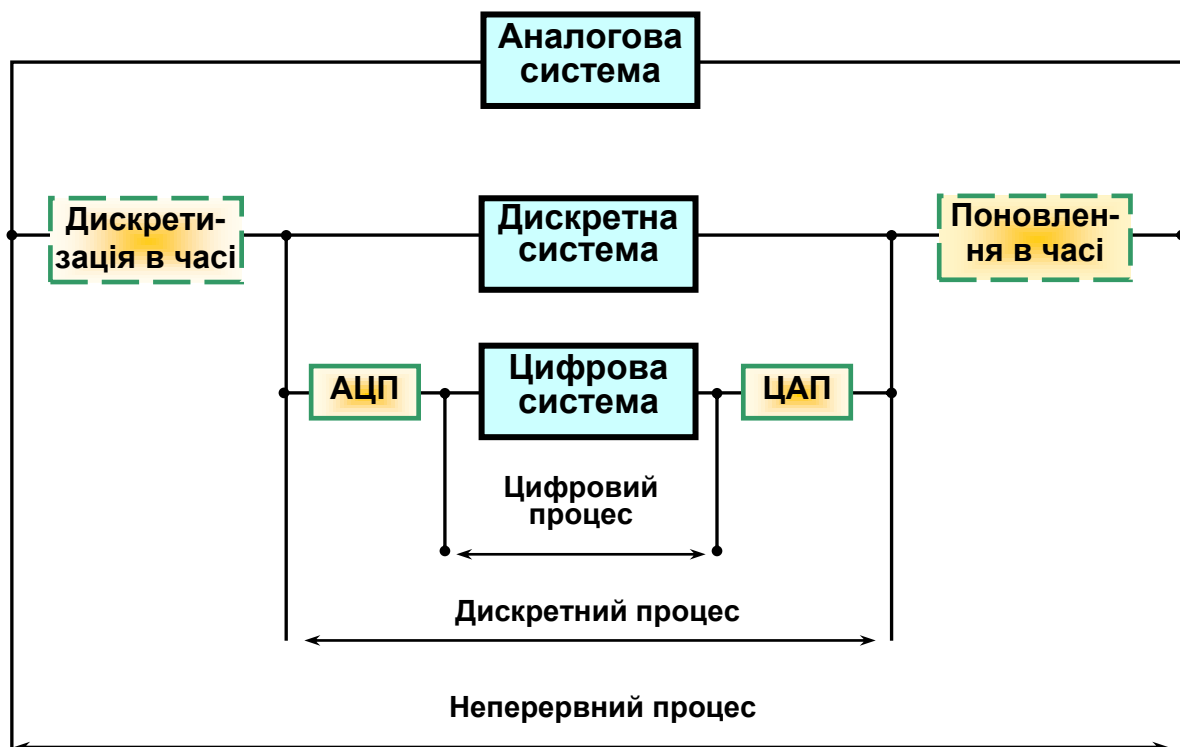 Аналогова
система
Дискрети-
зація в часі
Дискретна
система
Поновлен-
ня в часі
АЦП
Цифрова
система
ЦАП
Цифровий
процес
Дискретний процес
Неперервний процес